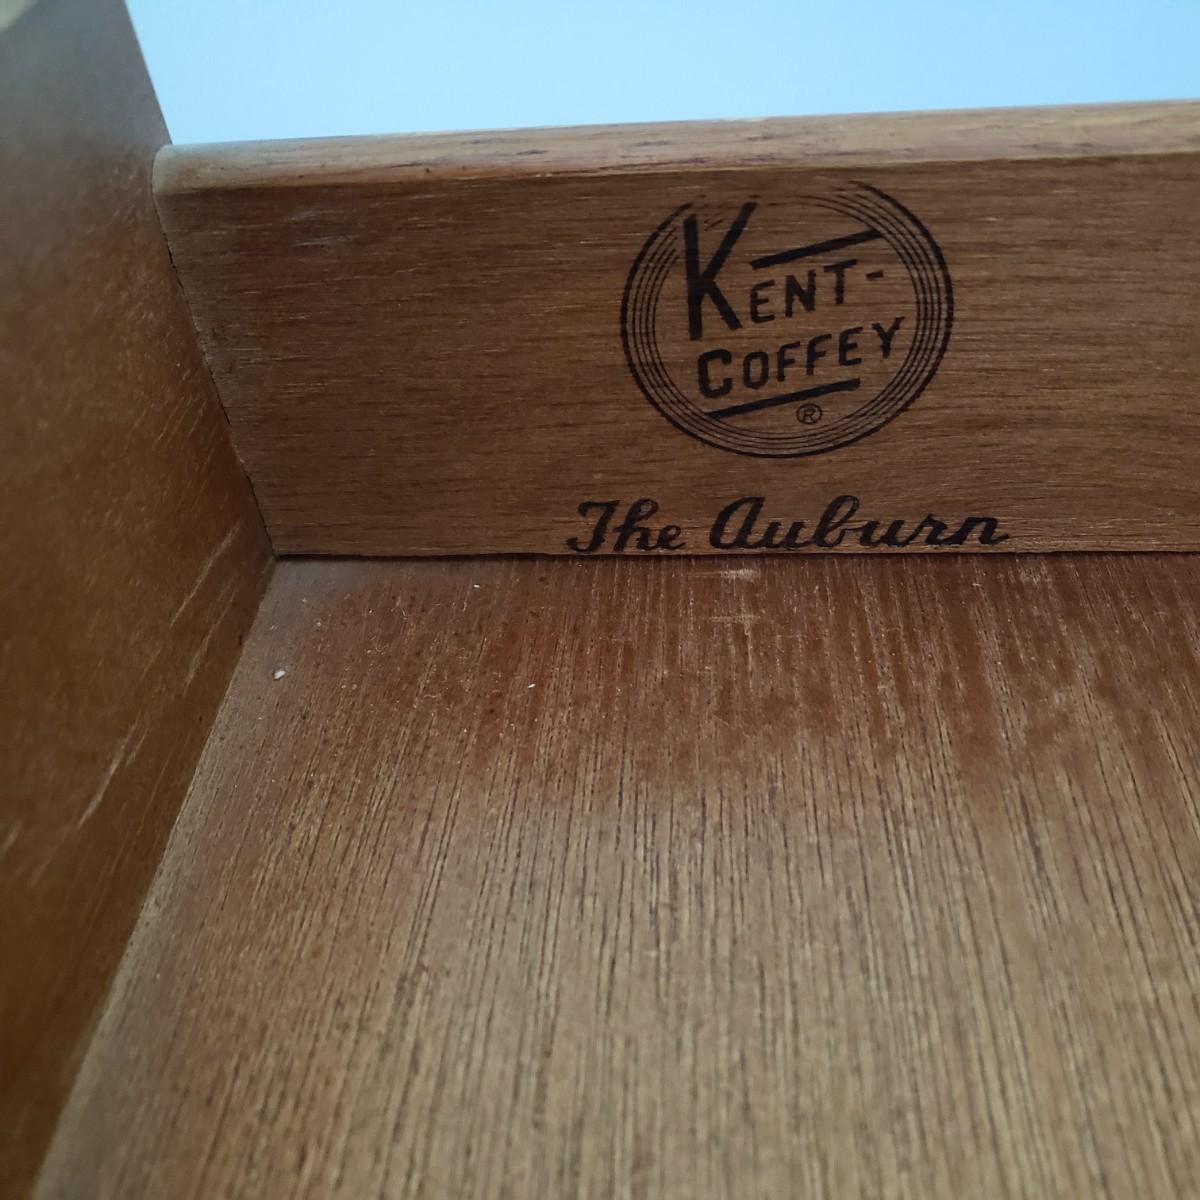 KENT-
COFFEY
®
The Auburn